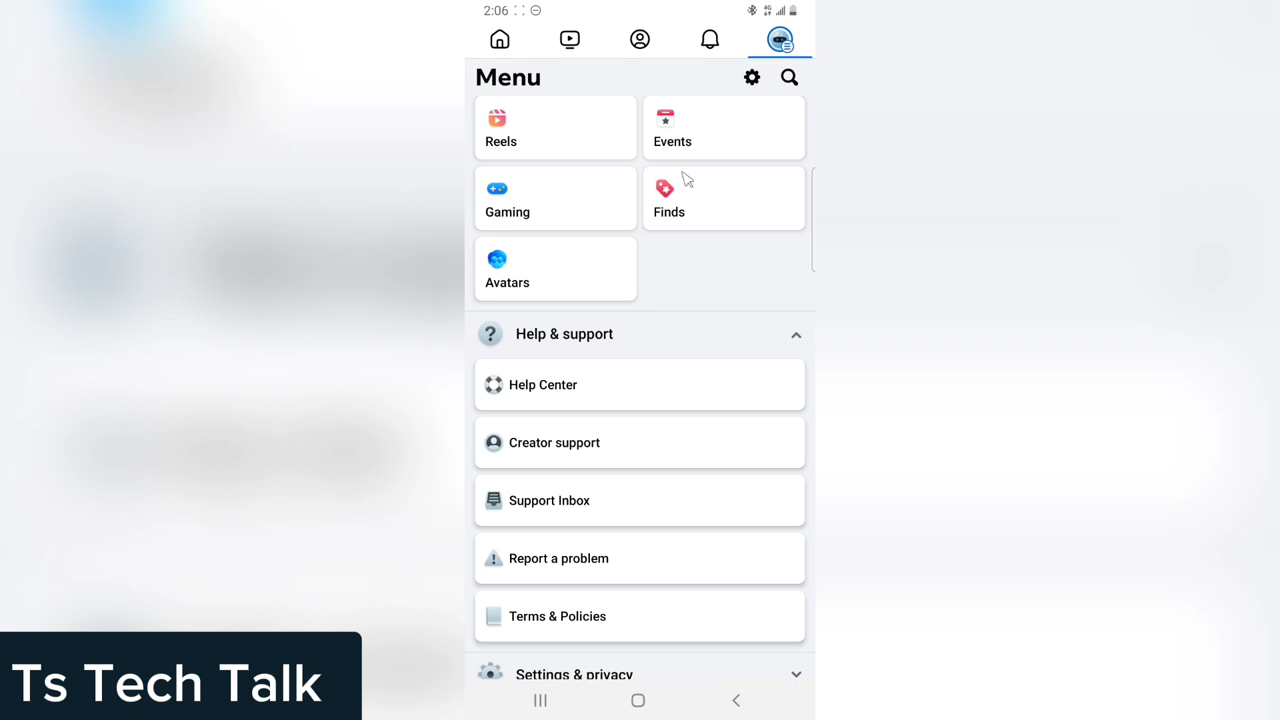 2:06
4G
Menu
Reels
Events
Gaming
Finds
Avatars
Help & support
Help Center
Creator support
Support Inbox
Report a problem
Terms & Policies
Settings & privacy
Ts Tech Talk